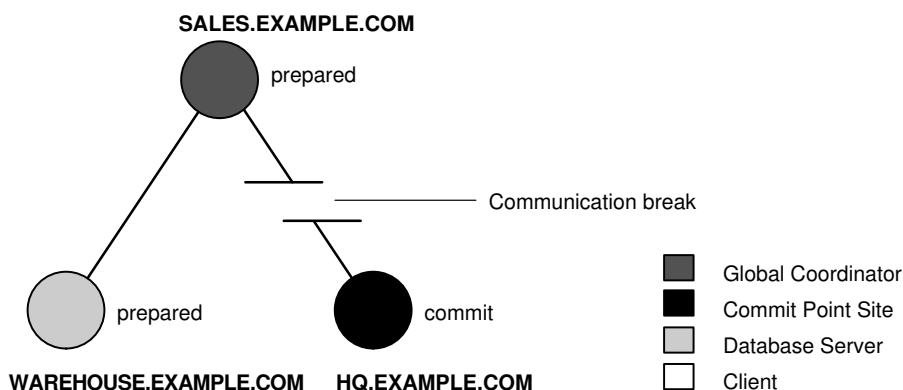 SALES.EXAMPLE.COM
prepared
Communication break
prepared
commit
WAREHOUSE.EXAMPLE.COM
HQ.EXAMPLE.COM
Global Coordinator
Commit Point Site
Database Server
Client